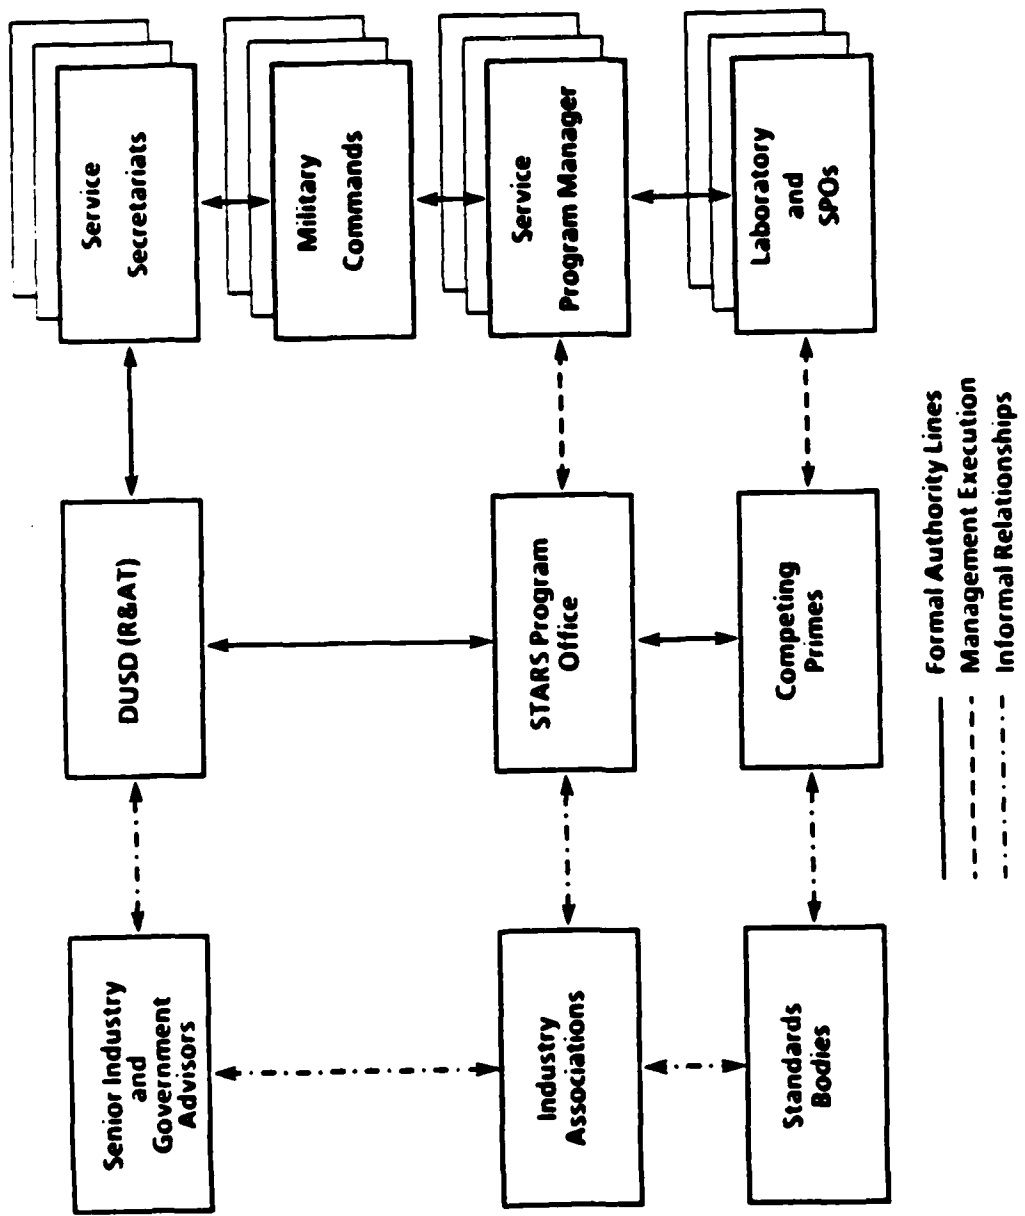 Senior Industry
and
Government
Advisors
DUSD (R&AT)
Service
Secretariats
Military
Commands
Industry
Associations
STARS Program
Office
Service
Program Manager
Standards
Bodies
Competing
Primes
Laboratory
and
SPOs
Formal Authority Lines
Management Execution
Informal Relationships